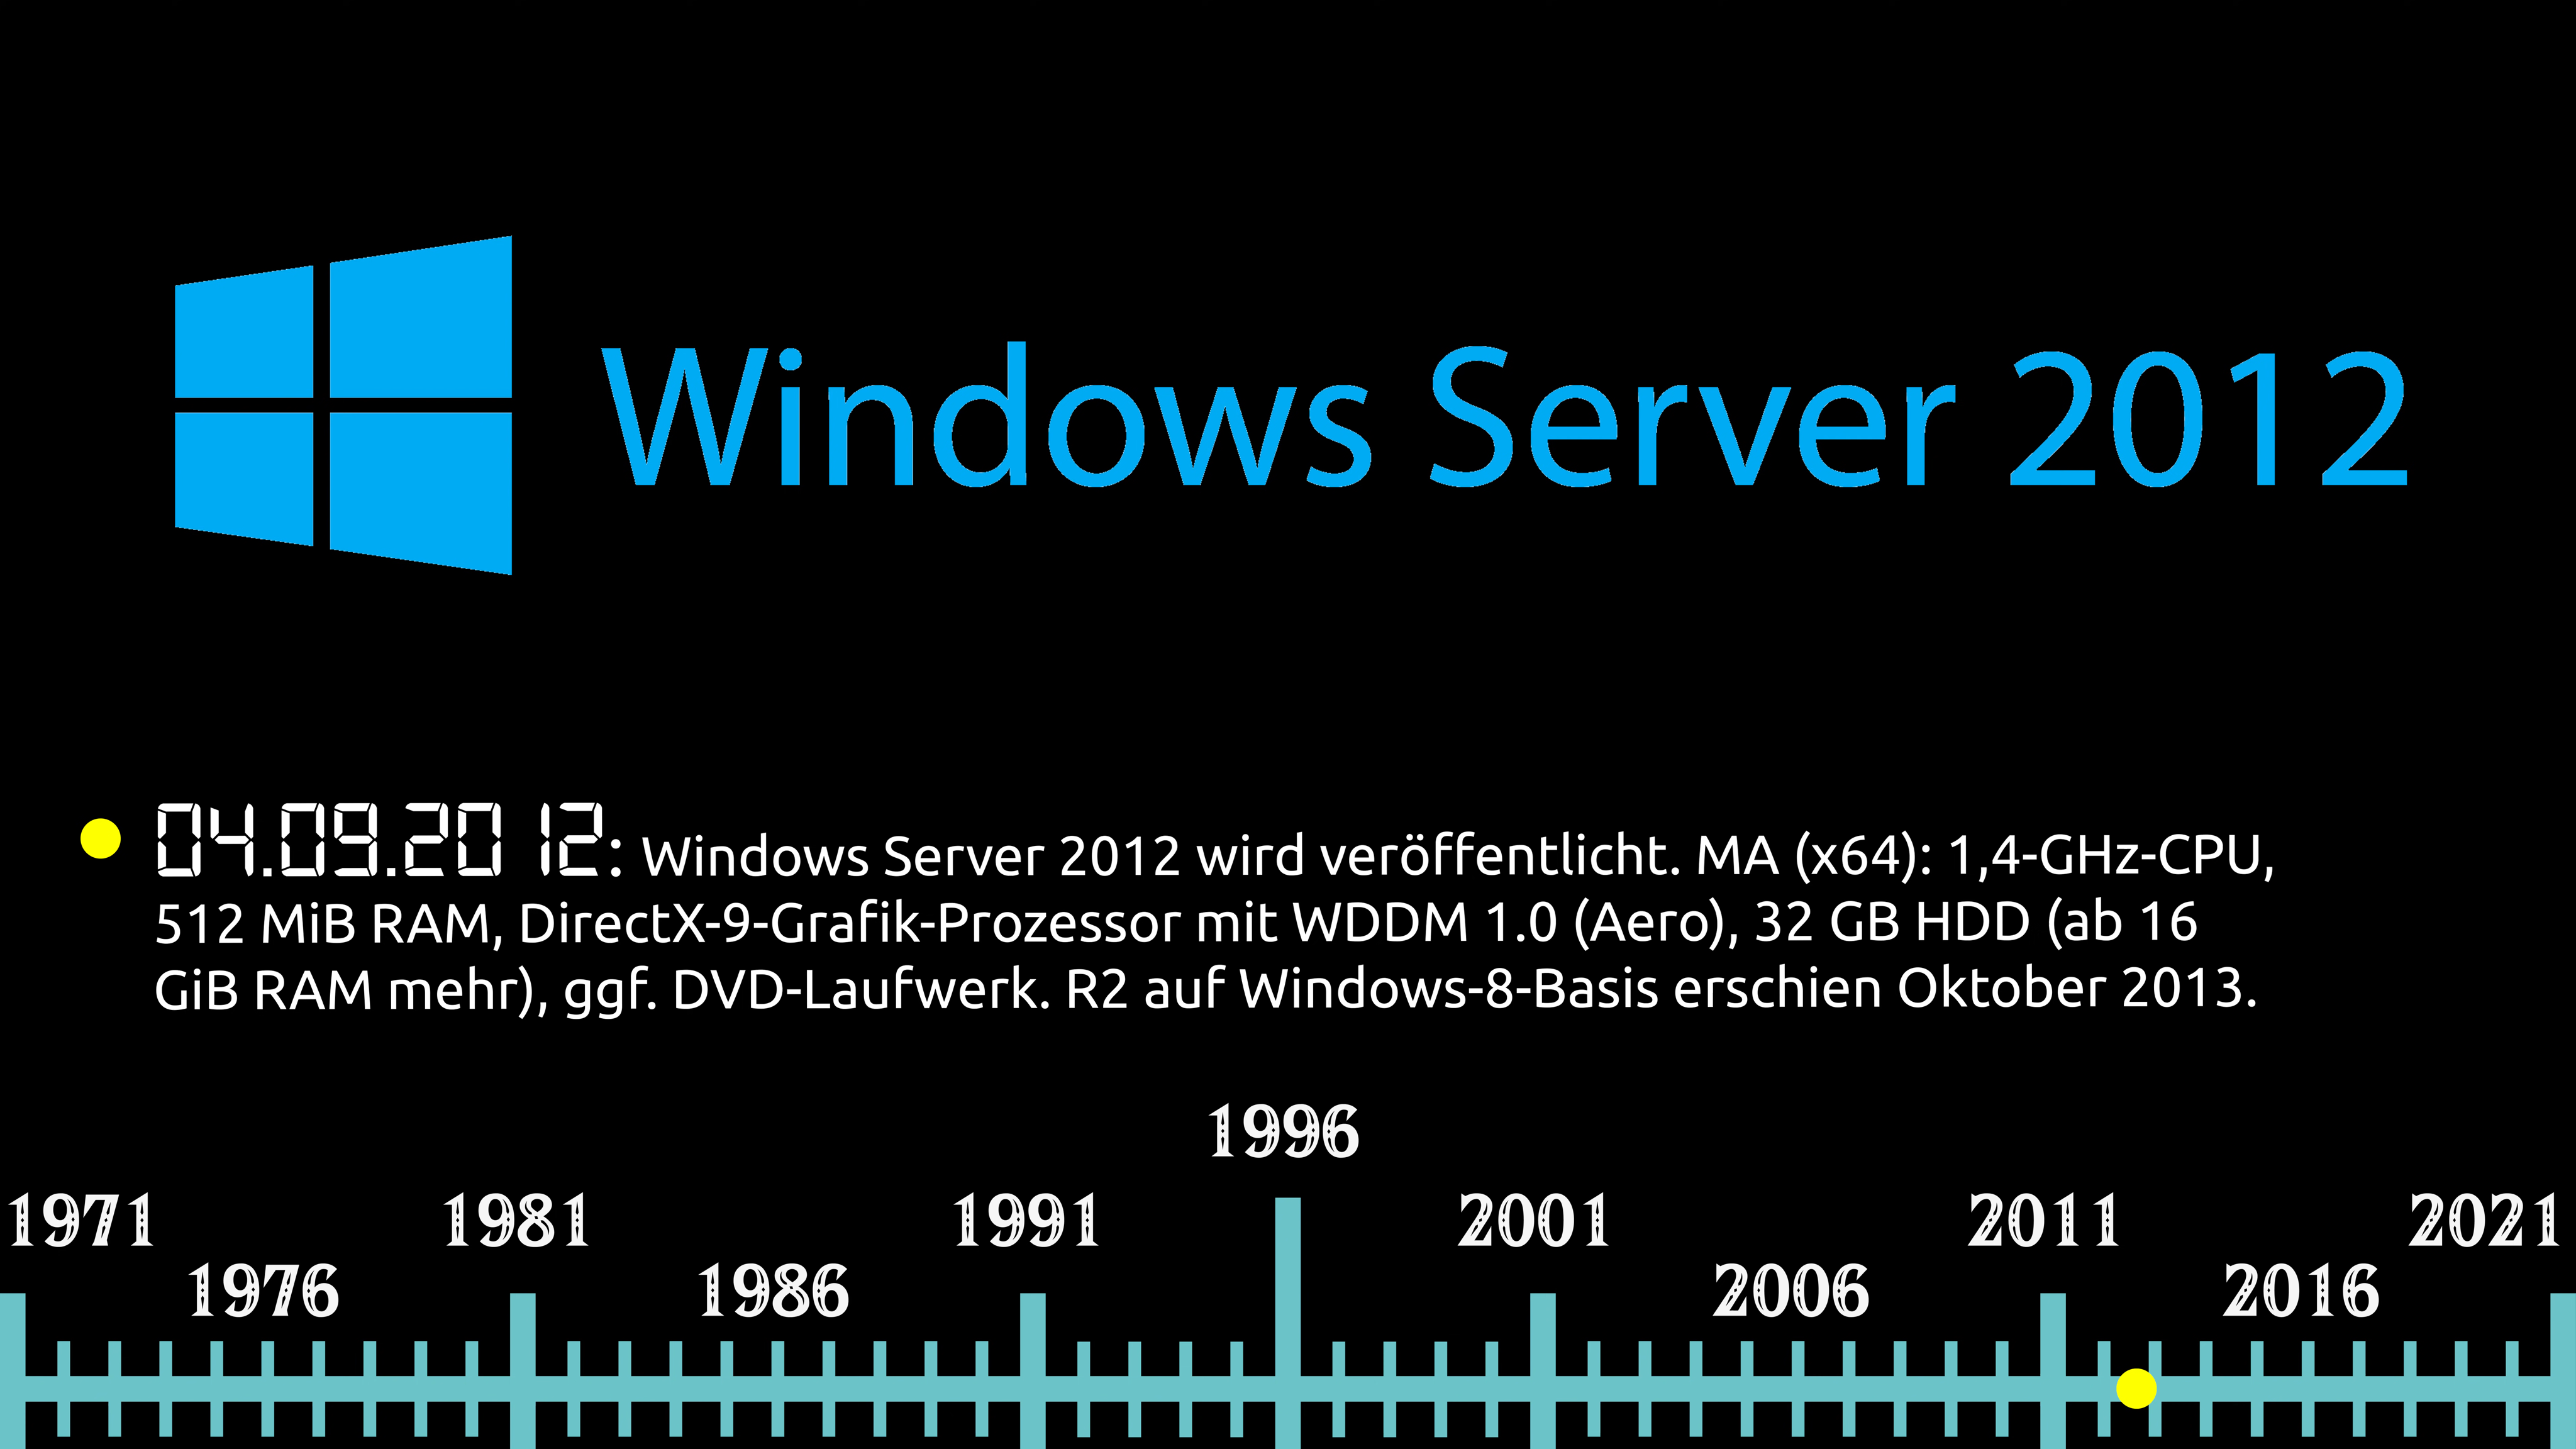 Windows Server 2012
04.09.2012: Windows Server 2012 wird veröffentlicht. MA (x64): 1,4-GHz-CPU,
512 MiB RAM, DirectX-9-Grafik-Prozessor mit WDDM 1.0 (Aero), 32 GB HDD (ab 16
GiB RAM mehr), ggf. DVD-Laufwerk. R2 auf Windows-8-Basis erschien Oktober 2013.
1996
1971 1981 1991 2001 2011 2021
1976 1986 2006 2016